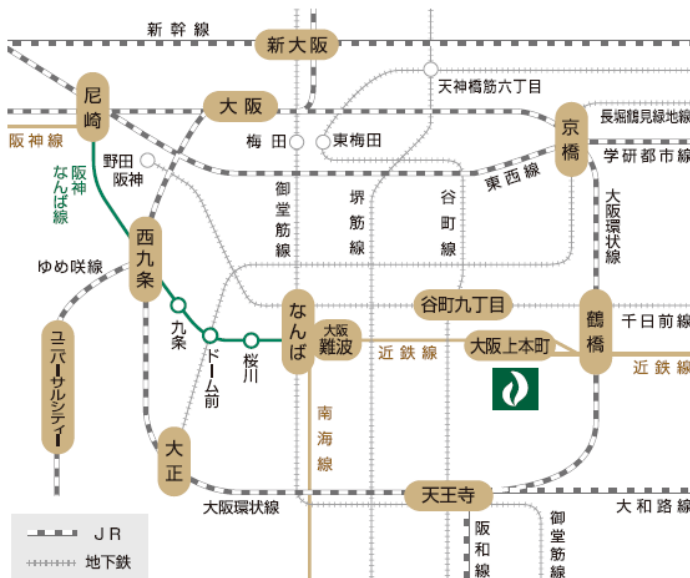 新幹線
新大阪
尼崎
大阪
天神橋筋六丁目
京橋
長堀鶴見緑地線
阪神線
梅田
東梅田
学研都市線
野田
阪神
阪神
なんば線
東西線
御堂筋線
堺筋線
谷町線
大阪環状線
西九条
ゆめ咲線
なんば
大阪
難波
谷町九丁目
鶴橋
千日前線
九条
ドーム前
桜川
近鉄線
大阪上本町
近鉄線
ユニバーサルシティー
南海線
大正
大阪環状線
天王寺
大和路線
阪和線
御堂筋線
JR
地下鉄